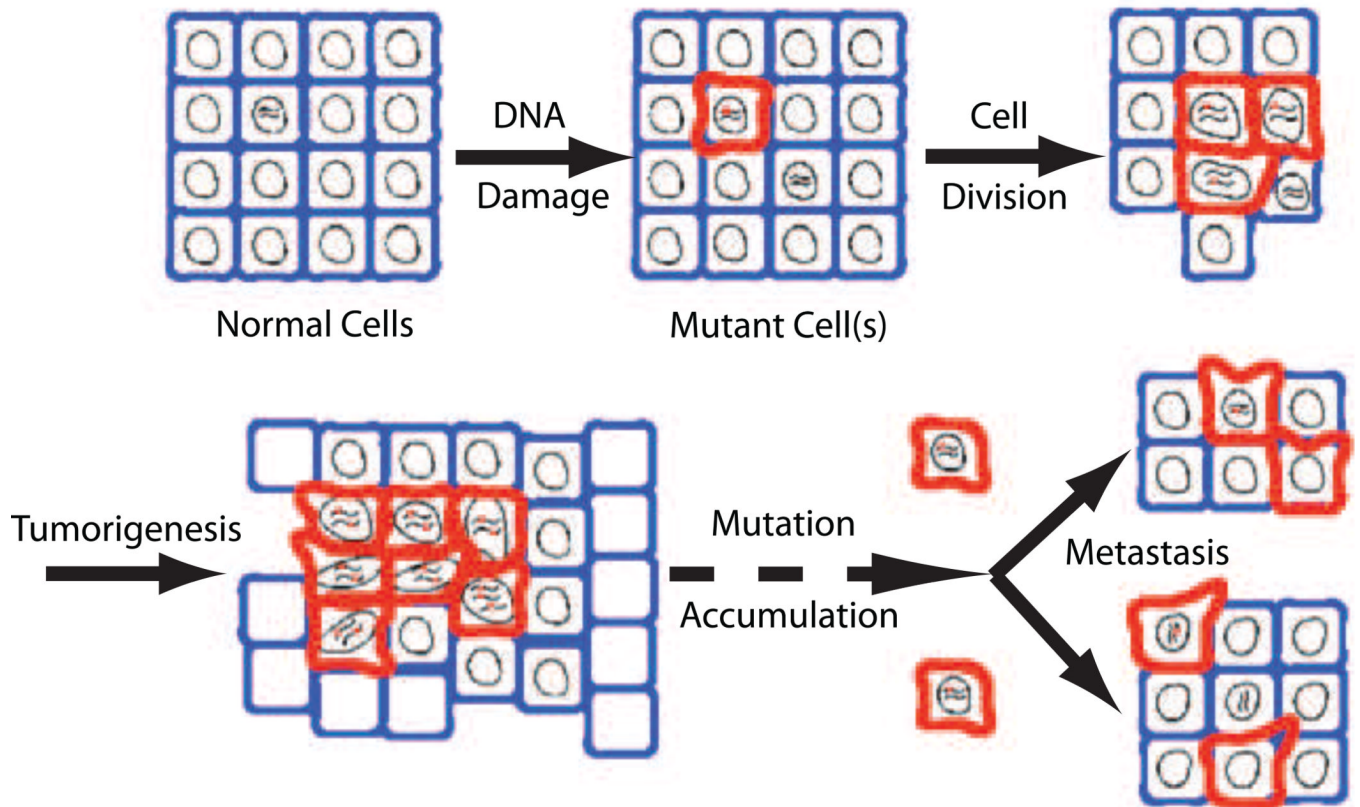 DNA
Damage
Cell
Division
Normal Cells
Mutant Cell(s)
Tumorigenesis
Mutation
Accumulation
Metastasis